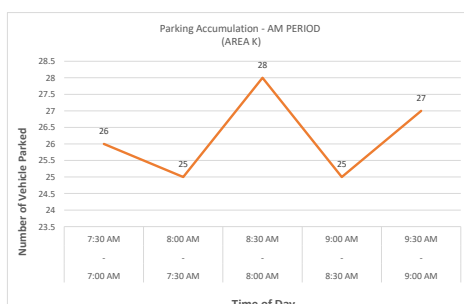 Parking Accumulation - AM PERIOD
(AREA K)
Number of Vehicle Parked
28.5
28
27.5
27
26.5
26
25.5
25
24.5
24
23.5
26
25
28
25
27
7:30 AM 8:00 AM 8:30 AM 9:00 AM 9:30 AM
- - - - -
7:00 AM 7:30 AM 8:00 AM 8:30 AM 9:00 AM
Time of Day